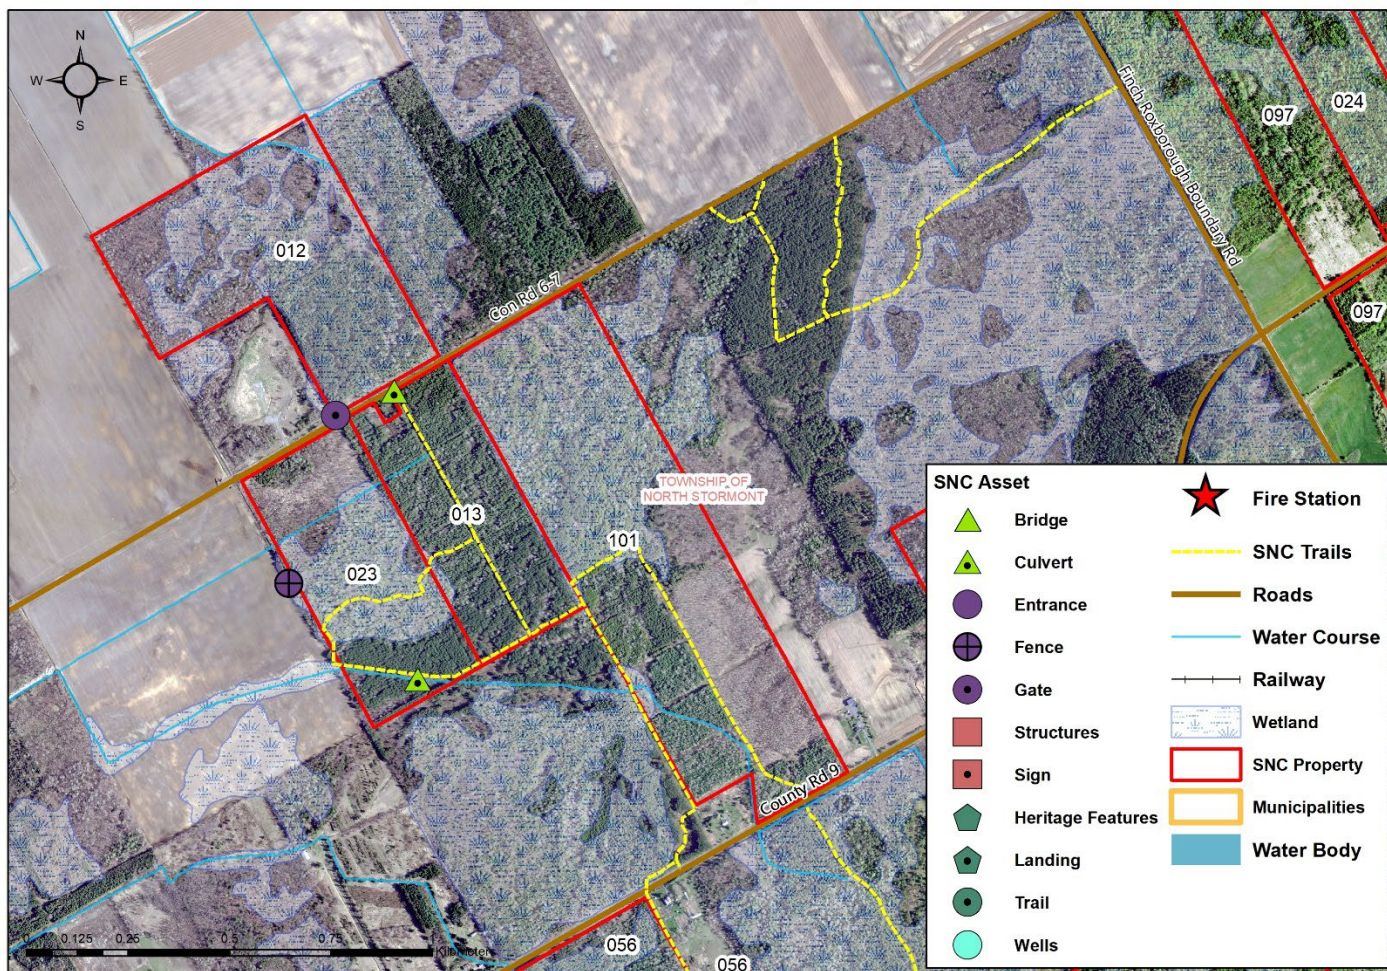 N
W E
S
Finch Roxborough Boundary Rd
024
097
012
Con Rd 6-7
097
TOWNSHIP OF
NORTH STORMONT
013
101
023
County Rd 9
056
056
0 0.125 0.25 0.5 0.75
SNC Asset
Bridge
Culvert
Entrance
Fence
Gate
Structures
Sign
Heritage Features
Landing
Trail
Wells
Fire Station
SNC Trails
Roads
Water Course
Railway
Wetland
SNC Property
Municipalities
Water Body